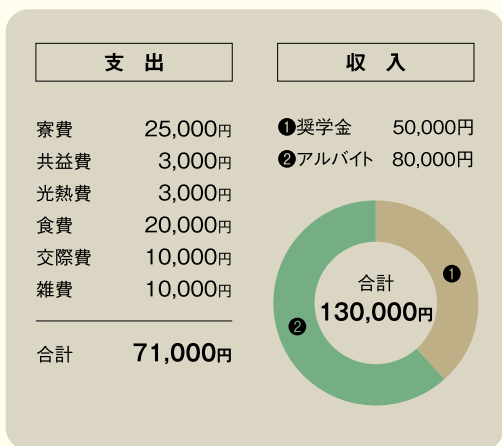 支 出
寮費 25,000円
共益費 3,000円
光熱費 3,000円
食費 20,000円
交際費 10,000円
雑費 10,000円
合計 71,000円
収 入
❶奨学金 50,000円
❷アルバイト 80,000円
合計
130,000円
❶
❷